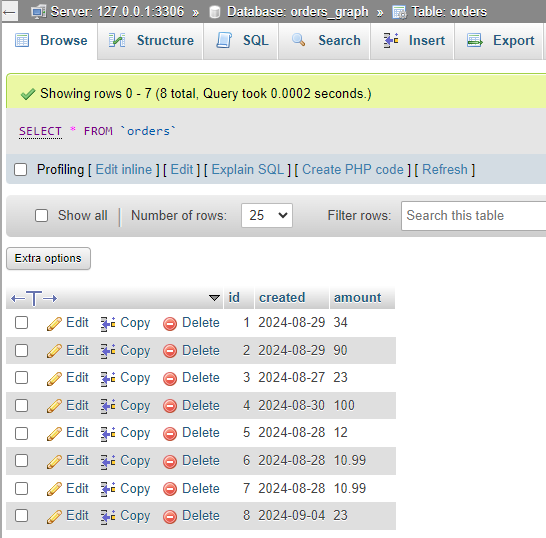 Server: 127.0.0.1:3306 » Database: orders_graph » Table: orders
Browse Structure SQL Search Insert Export
Showing rows 0 - 7 (8 total, Query took 0.0002 seconds.)
SELECT * FROM `orders`
Profiling [ Edit inline ] [ Edit ] [ Explain SQL ] [ Create PHP code ] [ Refresh ]
Show all Number of rows: 25 Filter rows: Search this table
Extra options
id created amount
Edit Copy Delete 1 2024-08-29 34
Edit Copy Delete 2 2024-08-29 90
Edit Copy Delete 3 2024-08-27 23
Edit Copy Delete 4 2024-08-30 100
Edit Copy Delete 5 2024-08-28 12
Edit Copy Delete 6 2024-08-28 10.99
Edit Copy Delete 7 2024-08-28 10.99
Edit Copy Delete 8 2024-09-04 23